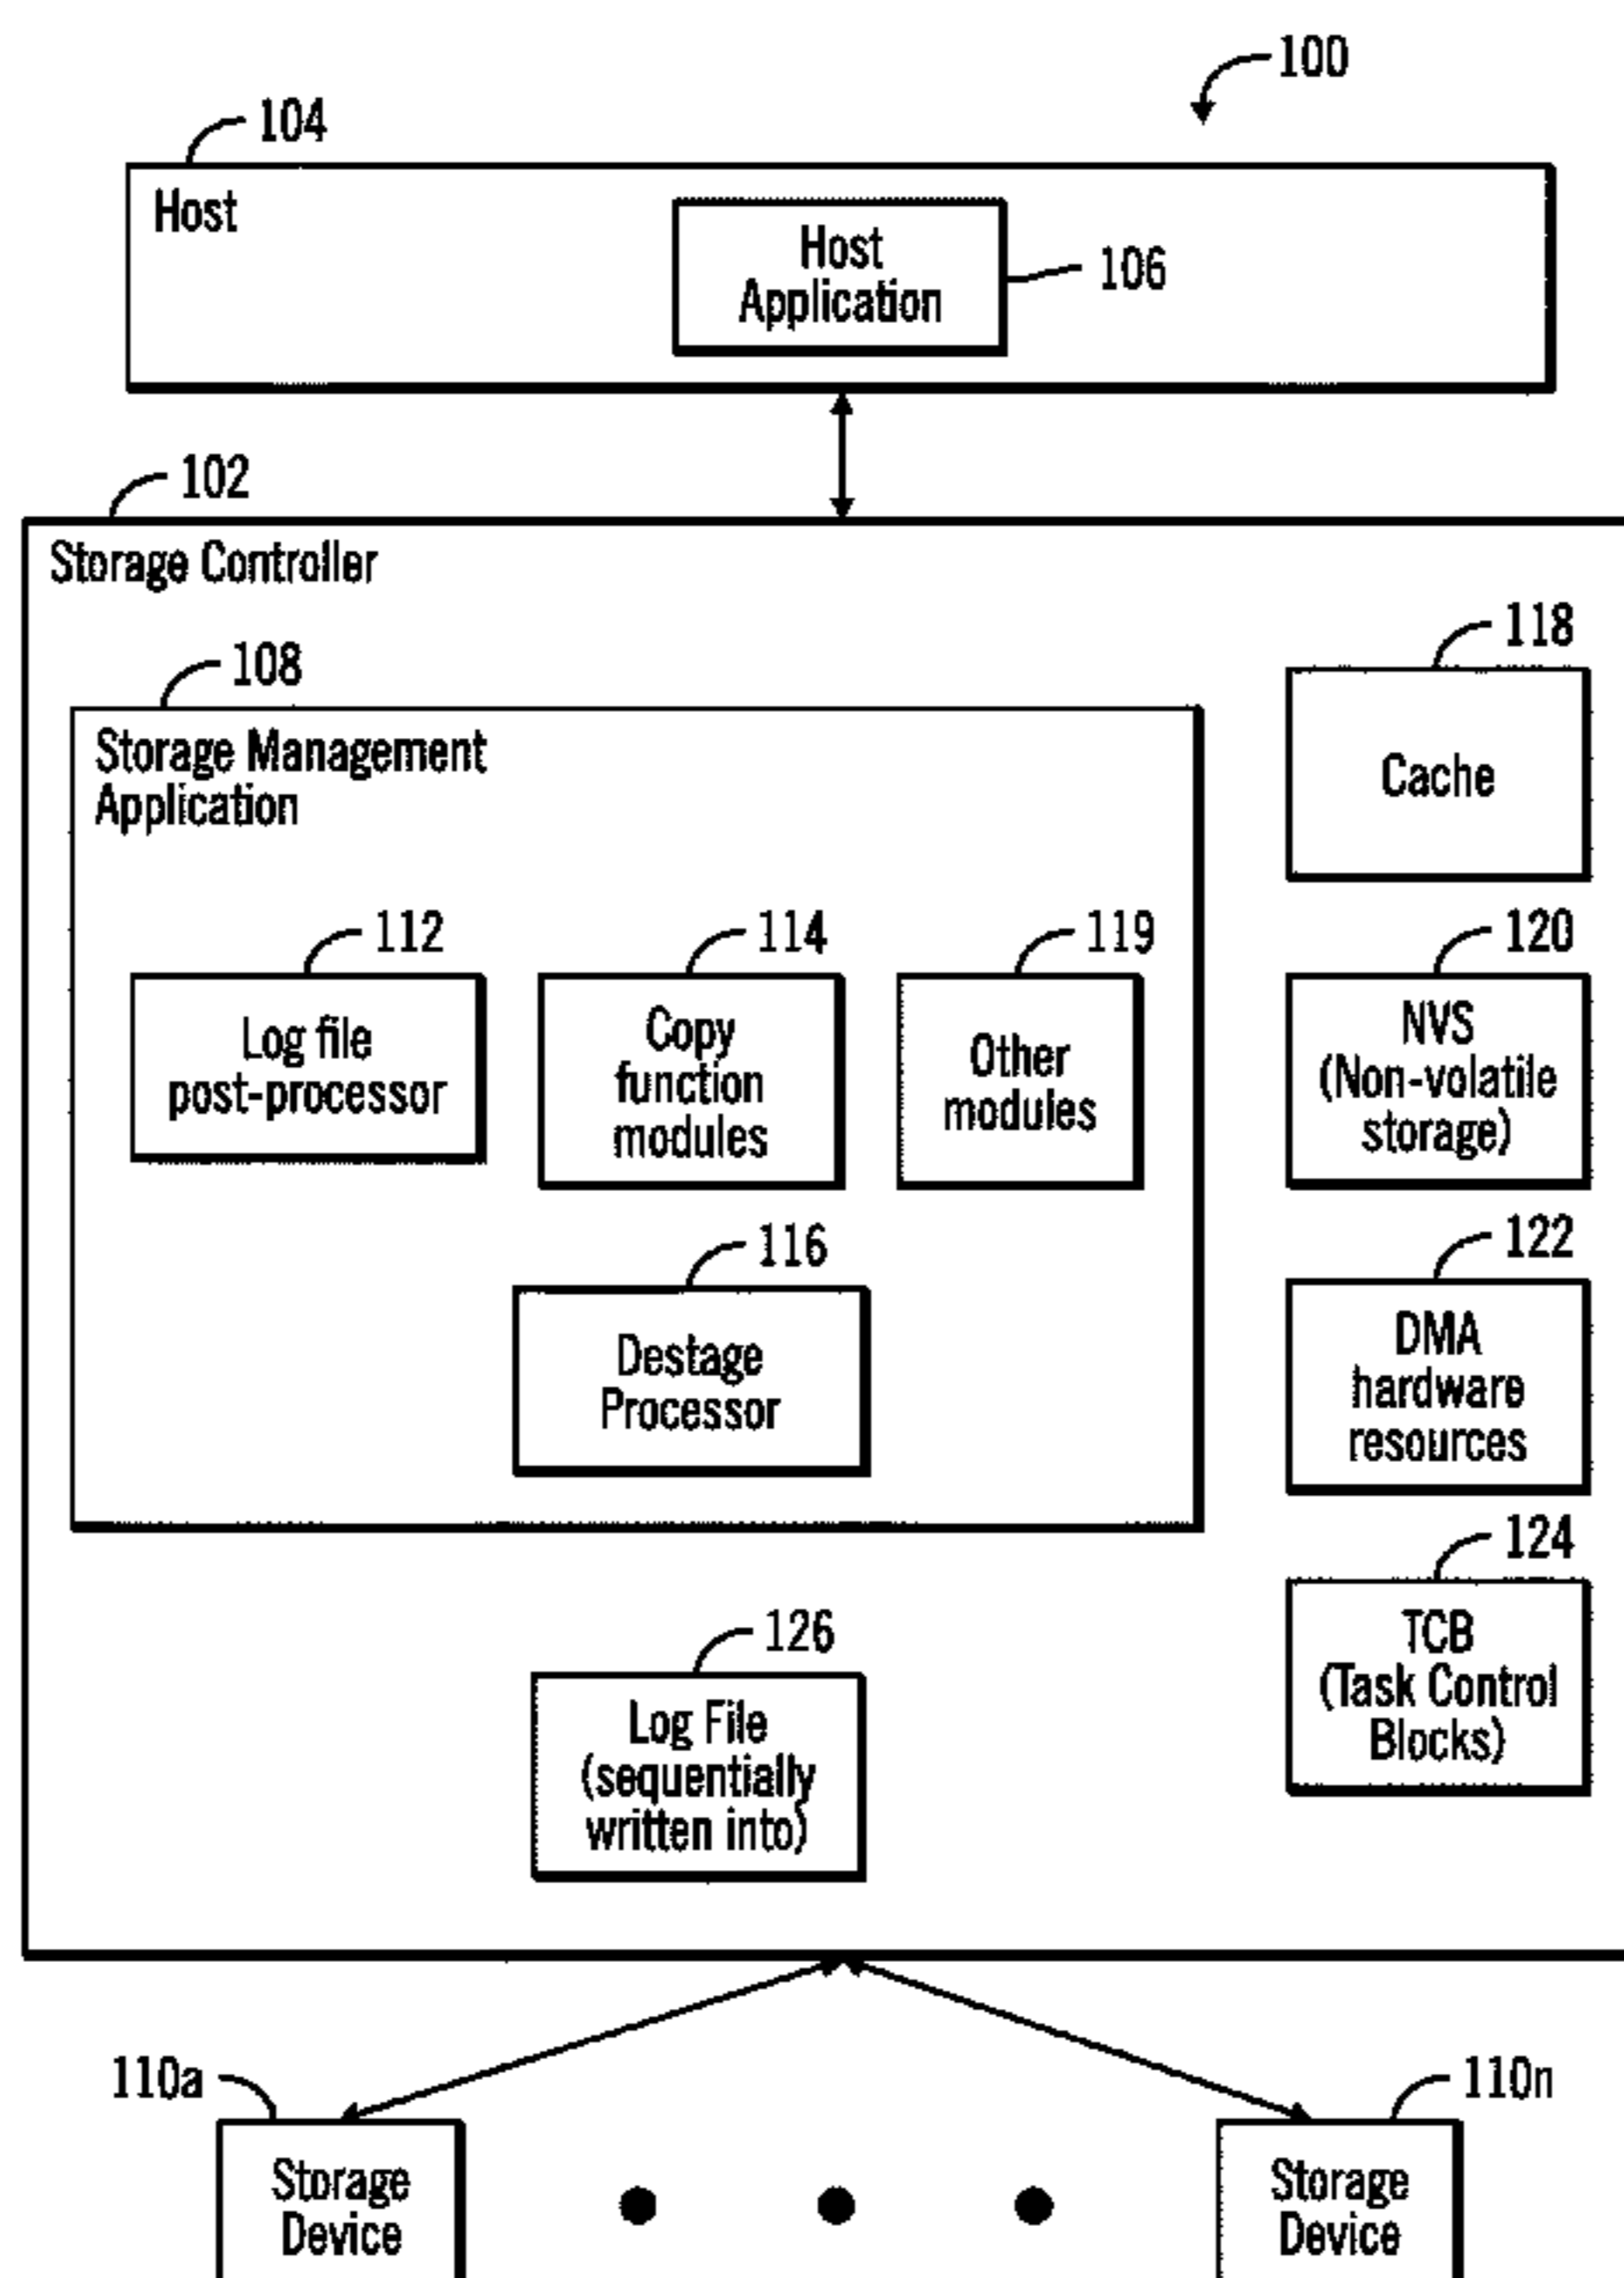 100
104
Host
Host
Application
106
102
Storage Controller
118
108
Storage Management
Application
Cache
112
114
119
120
Log file
post-processor
Copy
function
modules
Other
modules
NVS
(Non-volatile
storage)
116
122
Destage
Processor
DMA
hardware
resources
124
126
TCB
(Task Control
Blocks)
Log File
(sequentially
written into)
110a
110n
Storage
Device
Storage
Device